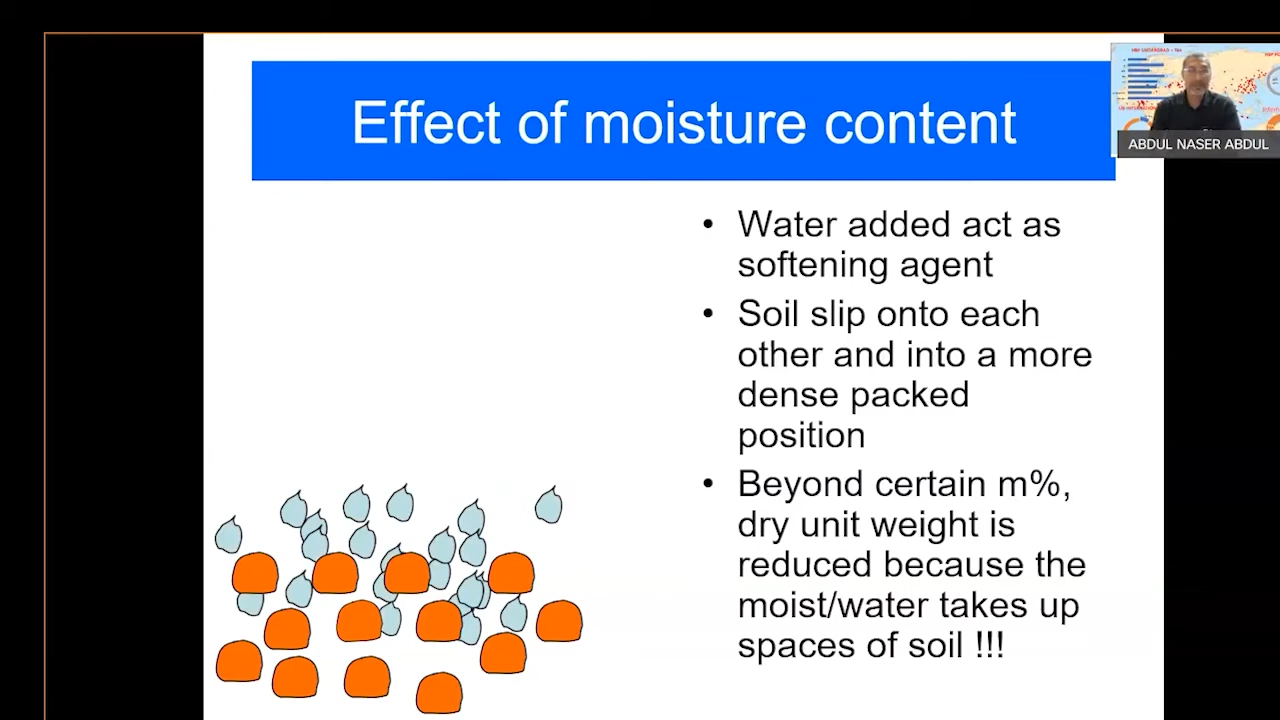 Effect of moisture content
ABDUL NASER ABDUL
• Water added act as
softening agent
• Soil slip onto each
other and into a more
dense packed
position
• Beyond certain m%,
dry unit weight is
reduced because the
moist/water takes up
spaces of soil !!!